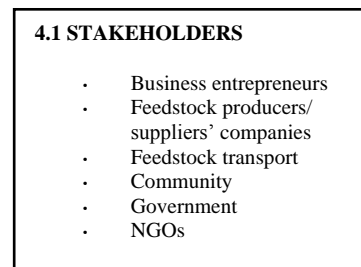 4.1 STAKEHOLDERS
· Business entrepreneurs
· Feedstock producers/
suppliers’ companies
· Feedstock transport
· Community
· Government
· NGOs